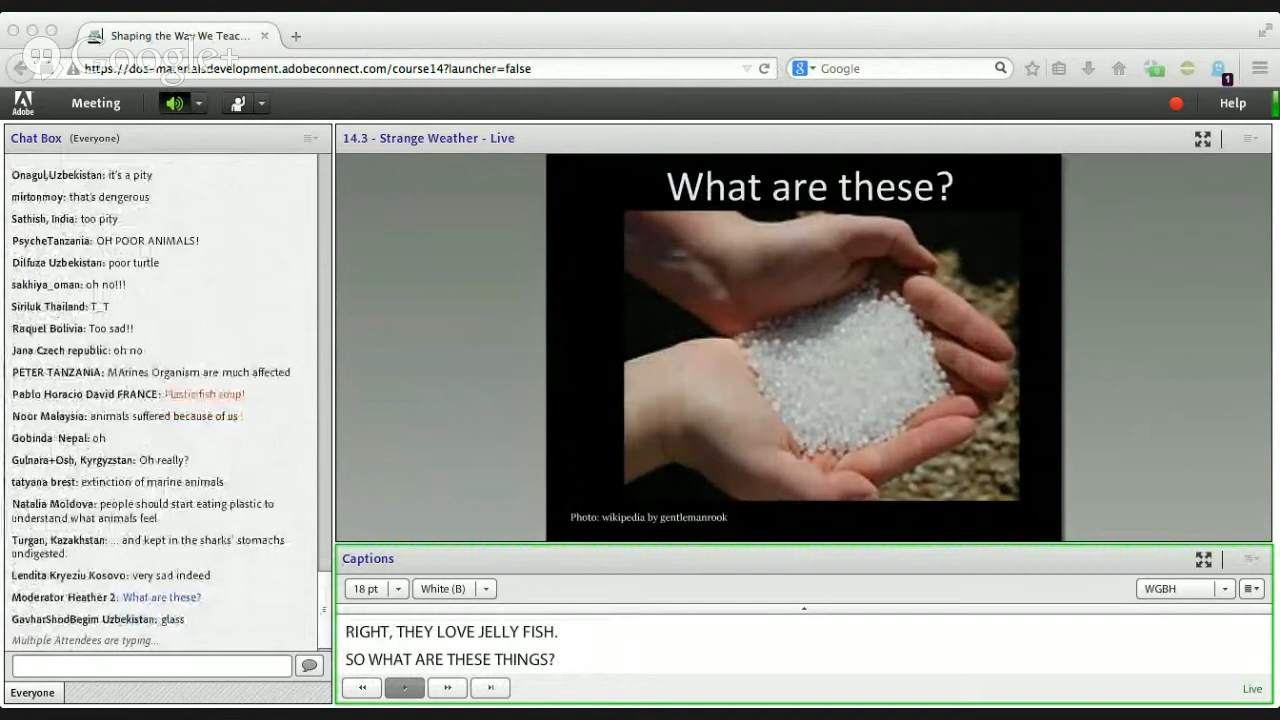 Shaping the Way We Teac...
Google+
adobeconnect.com/course14?launcher=false
Google
1
Adobe
Meeting
Help
Chat Box (Everyone)
Onagul,Uzbekistan: it's a pity
mirtonmoy: that's dengerous
Sathish, India: too pity
PsycheTanzania: OH POOR ANIMALS!
Dilfuza Uzbekistan: poor turtle
sakhiya_oman: oh no!!!
Siriluk Thailand: T_T
Raquel Bolivia: Too sad!!
Jana Czech republic: oh no
PETER TANZANIA: MArines Organism are much affected
Pablo Horacio David FRANCE: Plastic fish soup!
Noor Malaysia: animals suffered because of us !
Gobinda Nepal: oh
Gulnara+Osh, Kyrgyzstan: Oh really?
tatyana brest: extinction of marine animals
Natalia Moldova: people should start eating plastic to
understand what animals feel
Turgan, Kazakhstan: ... and kept in the sharks' stomachs
undigested.
Lendita Kryeziu Kosovo: very sad indeed
Moderator Heather 2: What are these?
GavharShodBegim Uzbekistan: glass
Multiple Attendees are typing...
Everyone
14.3 - Strange Weather - Live
What are these?
Photo: wikipedia by gentlemanrook
Captions
18 pt
White (B)
WGBH
RIGHT, THEY LOVE JELLY FISH.
SO WHAT ARE THESE THINGS?
Live